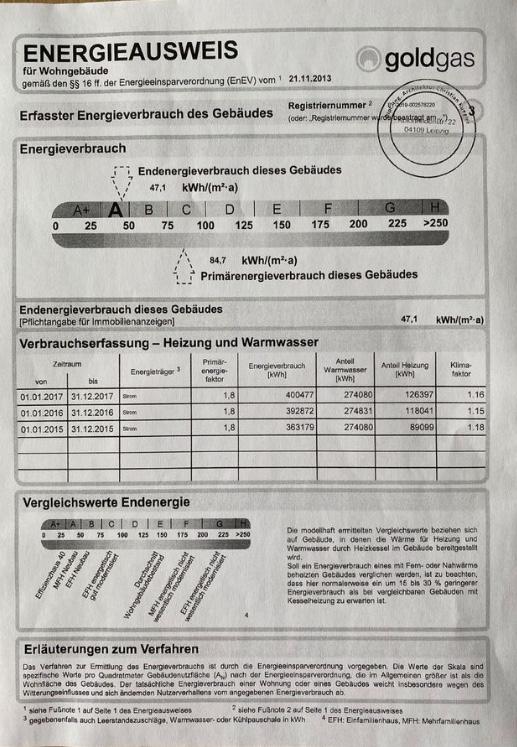 ENERGIEAUSWEIS
für Wohngebäude
gemäß den §§ 16 ff. der Energieeinsparverordnung (EnEV) vom ¹ 21.11.2013
goldgas
Erfasster Energieverbrauch des Gebäudes
Registriernummer ²
(oder: „Registriernummer wurde beantragt am
04109 Leipzig
Energieverbrauch
Endenergieverbrauch dieses Gebäudes
47,1 kWh/(m²·a)
A+ A B C D E F G H
0 25 50 75 100 125 150 175 200 225 >250
84,7 kWh/(m²·a)
Primärenergieverbrauch dieses Gebäudes
Endenergieverbrauch dieses Gebäudes
[Pflichtangabe für Immobilienanzeigen]
47,1 kWh/(m²·a)
Verbrauchserfassung – Heizung und Warmwasser
Zeitraum
von bis
Energieträger ³
Primär-
energie-
faktor
Energieverbrauch
[kWh]
Anteil
Warmwasser
[kWh]
Anteil Heizung
[kWh]
Klima-
faktor
01.01.2017 31.12.2017 Strom 1,8 400477 274080 126397 1.16
01.01.2016 31.12.2016 Strom 1,8 392872 274831 118041 1.15
01.01.2015 31.12.2015 Strom 1,8 363179 274080 89099 1.18
Vergleichswerte Endenergie
A+ A B C D E F G H
0 25 50 75 100 125 150 175 200 225 >250
Effizienzhaus 40
MFH Neubau
EFH Neubau
EFH energetisch
gut modernisiert
Durchschnitt
Wohngebäudebestand
MFH energetisch nicht
wesentlich modernisiert
EFH energetisch nicht
wesentlich modernisiert
4
Die modellhaft ermittelten Vergleichswerte beziehen sich
auf Gebäude, in denen die Wärme für Heizung und
Warmwasser durch Heizkessel im Gebäude bereitgestellt
wird.
Soll ein Energieverbrauch eines mit Fern- oder Nahwärme
beheizten Gebäudes verglichen werden, ist zu beachten,
dass hier normalerweise ein um 15 bis 30 % geringerer
Energieverbrauch als bei vergleichbaren Gebäuden mit
Kesselheizung zu erwarten ist.
Erläuterungen zum Verfahren
Das Verfahren zur Ermittlung des Energieverbrauchs ist durch die Energieeinsparverordnung vorgegeben. Die Werte der Skala sind
spezifische Werte pro Quadratmeter Gebäudenutzfläche (Aₙ) nach der Energieeinsparverordnung, die im Allgemeinen größer ist als die
Wohnfläche des Gebäudes. Der tatsächliche Energieverbrauch einer Wohnung oder eines Gebäudes weicht insbesondere wegen des
Witterungseinflusses und sich ändernden Nutzerverhaltens vom angegebenen Energieverbrauch ab.
¹ siehe Fußnote 1 auf Seite 1 des Energieausweises ² siehe Fußnote 2 auf Seite 1 des Energieausweises
³ gegebenenfalls auch Leerstandszuschläge, Warmwasser- oder Kühlpauschale in kWh ⁴ EFH: Einfamilienhaus, MFH: Mehrfamilienhaus